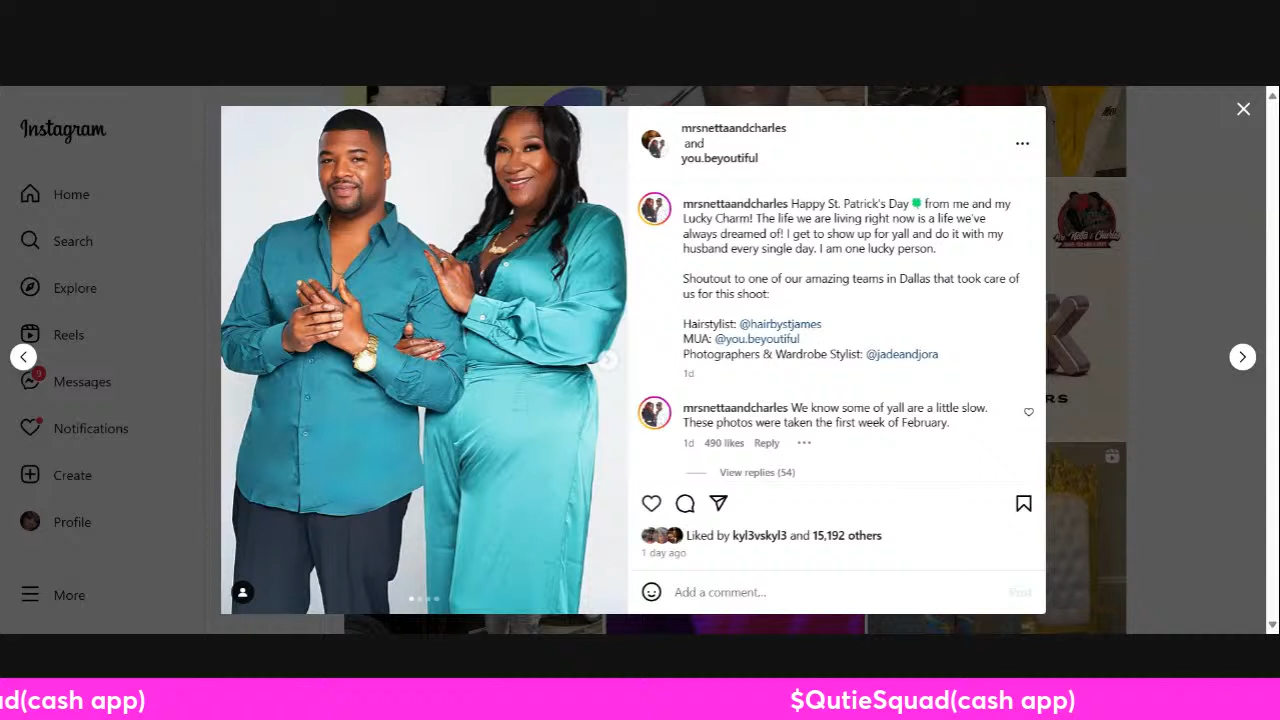 Instagram
Home
Search
Explore
Reels
9
Messages
Notifications
Create
Profile
More
mrsnettaandcharles
and
you.beyoutiful
mrsnettaandcharles Happy St. Patrick's Day🍀from me and my
Lucky Charm! The life we are living right now is a life we've
always dreamed of! I get to show up for yall and do it with my
husband every single day. I am one lucky person.
Shoutout to one of our amazing teams in Dallas that took care of
us for this shoot:
Hairstylist: @hairbystjames
MUA: @you.beyoutiful
Photographers & Wardrobe Stylist: @jadeandjora
1d
mrsnettaandcharles We know some of yall are a little slow.
These photos were taken the first week of February.
1d 490 likes Reply
View replies (54)
Liked by kyl3vskyl3 and 15,192 others
1 day ago
Add a comment...
Post
ad(cash app)
$QutieSquad(cash app)